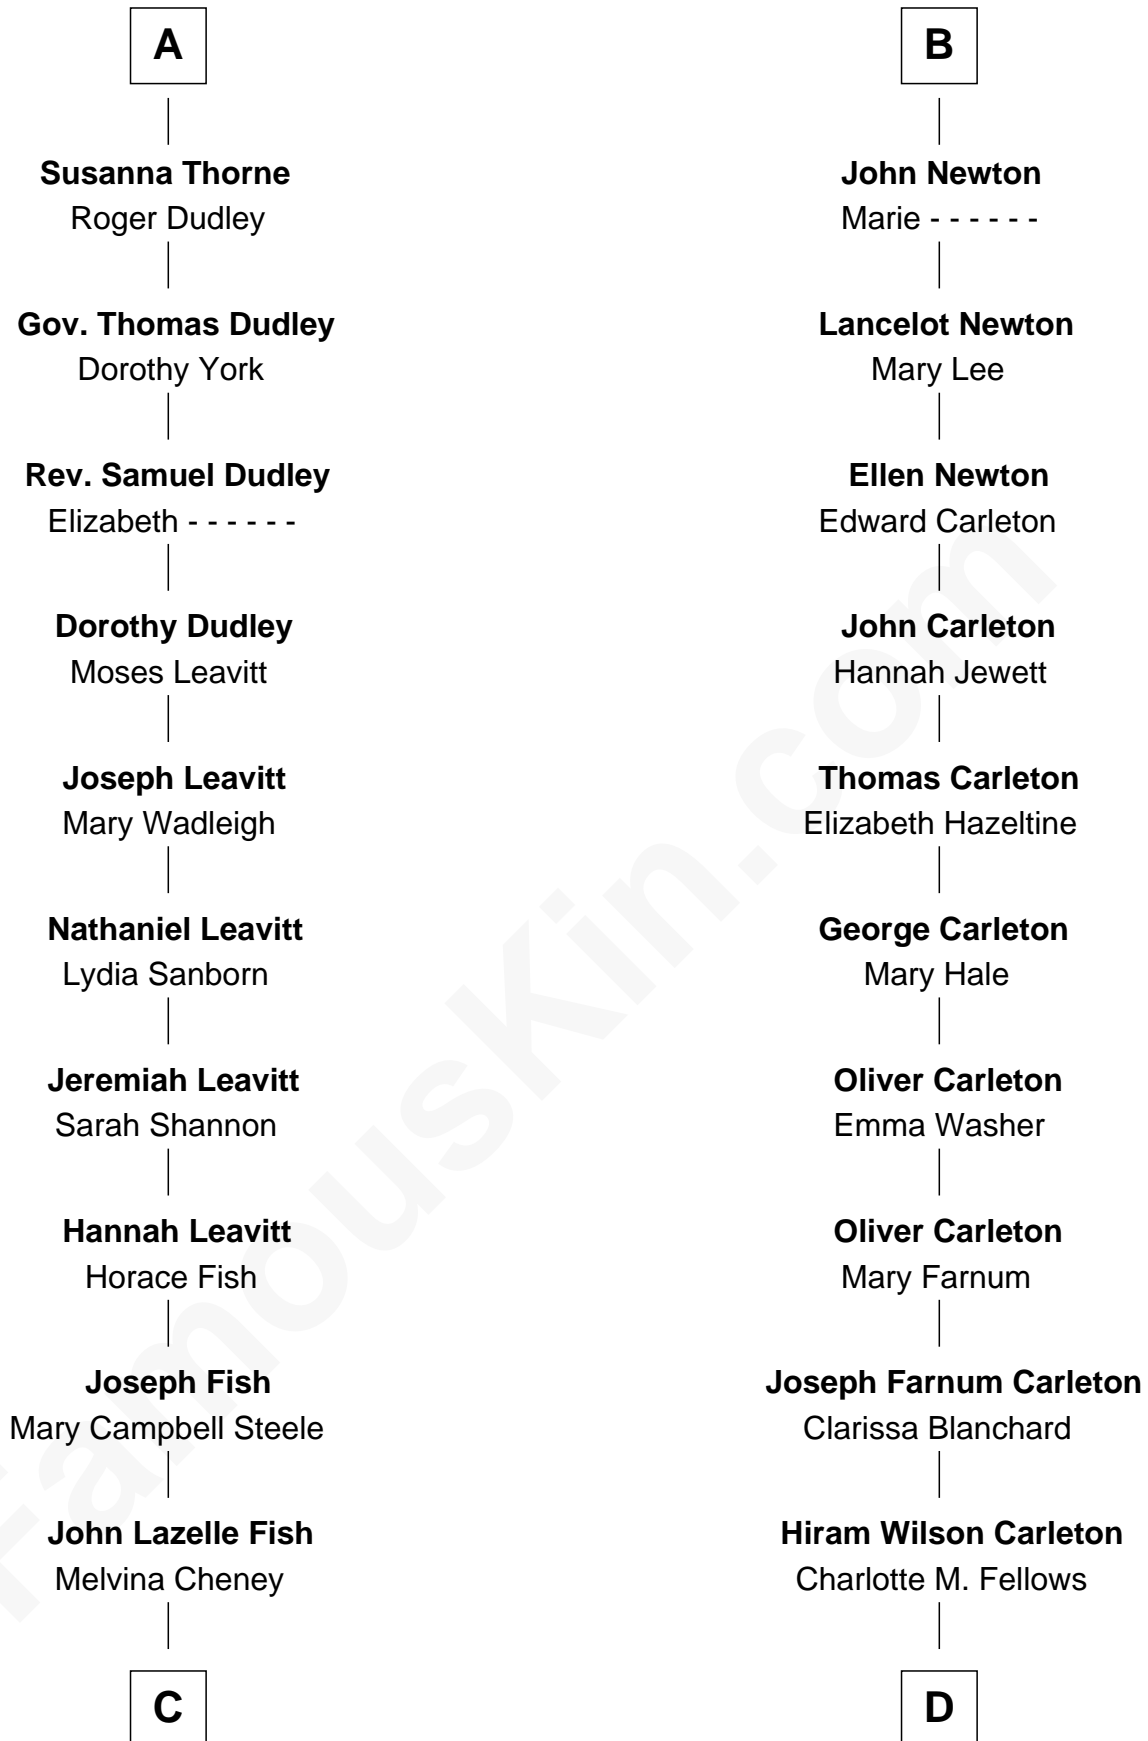 A
Susanna Thorne
Roger Dudley
Gov. Thomas Dudley
Dorothy York
Rev. Samuel Dudley
Elizabeth - - - - - -
Dorothy Dudley
Moses Leavitt
Joseph Leavitt
Mary Wadleigh
Nathaniel Leavitt
Lydia Sanborn
Jeremiah Leavitt
Sarah Shannon
Hannah Leavitt
Horace Fish
Joseph Fish
Mary Campbell Steele
John Lazelle Fish
Melvina Cheney
C
B
John Newton
Marie - - - - - -
Lancelot Newton
Mary Lee
Ellen Newton
Edward Carleton
John Carleton
Hannah Jewett
Thomas Carleton
Elizabeth Hazeltine
George Carleton
Mary Hale
Oliver Carleton
Emma Washer
Oliver Carleton
Mary Farnum
Joseph Farnum Carleton
Clarissa Blanchard
Hiram Wilson Carleton
Charlotte M. Fellows
D
FamousKin.com